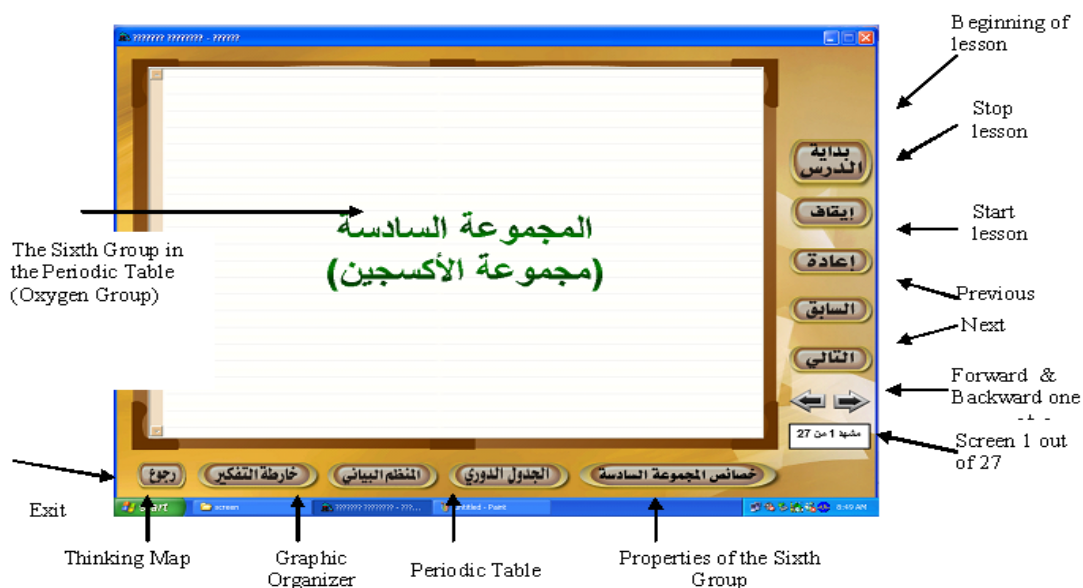 Beginning of
lesson
??????? ???????? - ??????
Stop
lesson
بداية
الدرس
إيقاف
Start
lesson
The Sixth Group in
the Periodic Table
(Oxygen Group)
المجموعة السادسة
(مجموعة الأكسجين)
إعادة
Previous
السابق
Next
التالي
Forward &
Backward one
مشهد 1 من 27
Screen 1 out
of 27
رجوع
خارطة التفكير
المنظم البياني
الجدول الدوري
خصائص المجموعة السادسة
Exit
start
screen
??????? ???????? - ???...
untitled - Paint
8:49 AM
Thinking Map
Graphic
Organizer
Periodic Table
Properties of the Sixth
Group